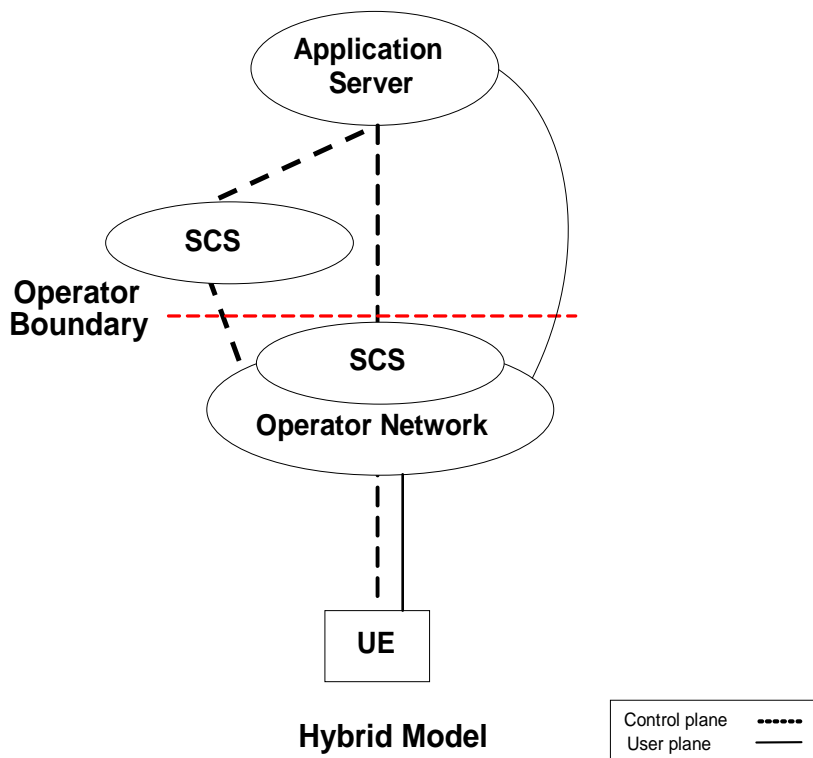 Application
Server
SCS
Operator
Boundary
SCS
Operator Network
UE
Hybrid Model
Control plane
User plane